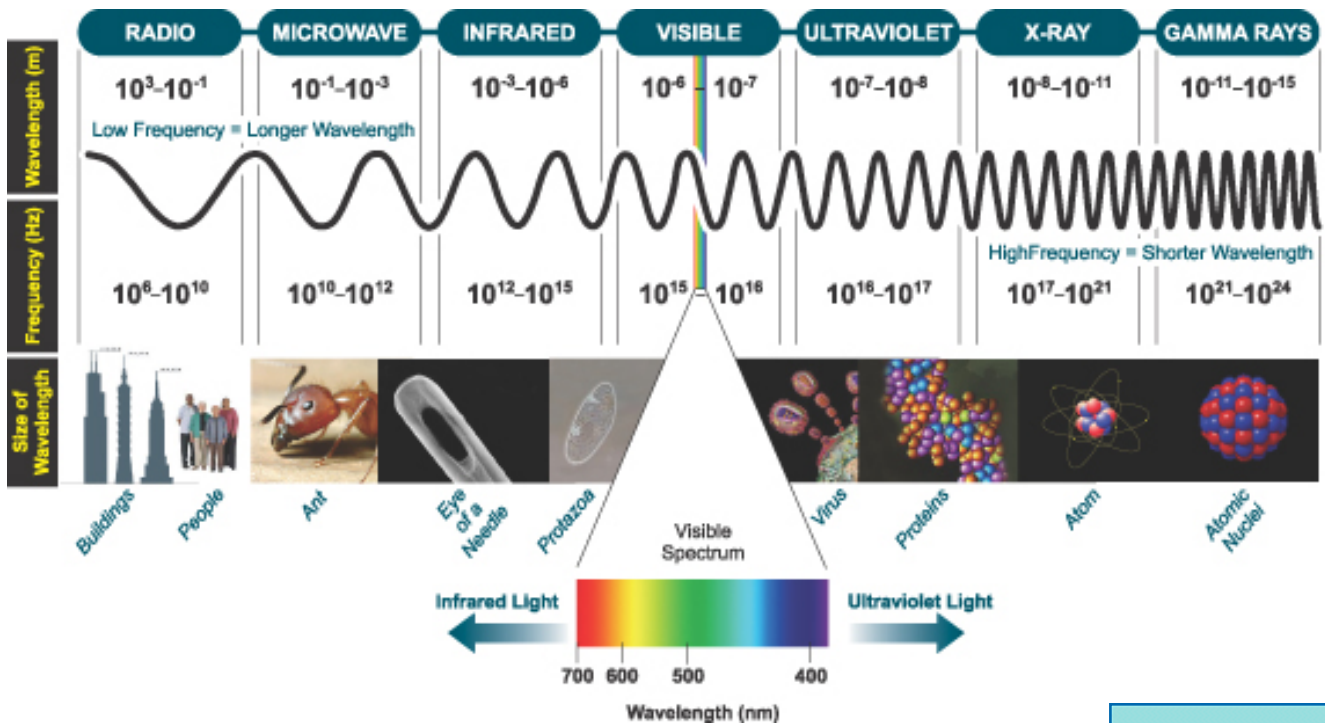 RADIO MICROWAVE INFRARED VISIBLE ULTRAVIOLET X-RAY GAMMA RAYS
Wavelength (m)
10³–10⁻¹ 10⁻¹–10⁻³ 10⁻³–10⁻⁶ 10⁻⁶ – 10⁻⁷ 10⁻⁷–10⁻⁸ 10⁻⁸–10⁻¹¹ 10⁻¹¹–10⁻¹⁵
Low Frequency = Longer Wavelength
Frequency (Hz)
HighFrequency = Shorter Wavelength
10⁶–10¹⁰ 10¹⁰–10¹² 10¹²–10¹⁵ 10¹⁵ – 10¹⁶ 10¹⁶–10¹⁷ 10¹⁷–10²¹ 10²¹–10²⁴
Size of
Wavelength
Buildings
People
Ant
Eye
of a
Needle
Protazoa
Virus
Proteins
Atom
Atomic
Nuclei
Visible
Spectrum
Infrared Light
Ultraviolet Light
700 600 500 400
Wavelength (nm)